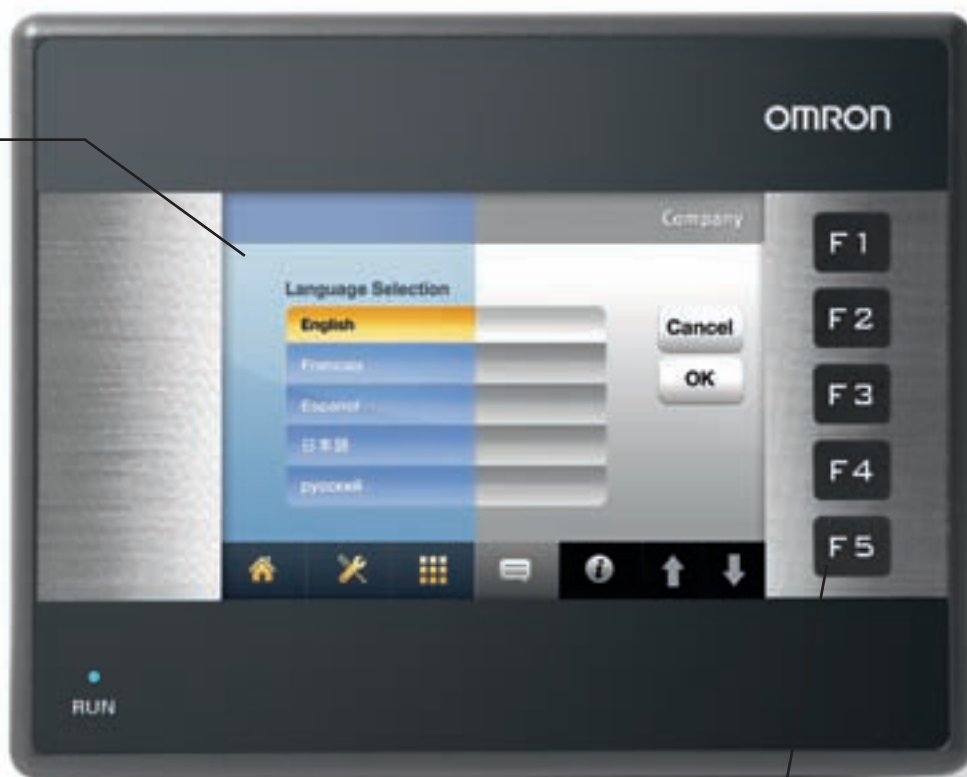 OMRON
Company
Language Selection
English
Francais
Espanol
日本語
русский
Cancel
OK
F1
F2
F3
F4
F5
RUN